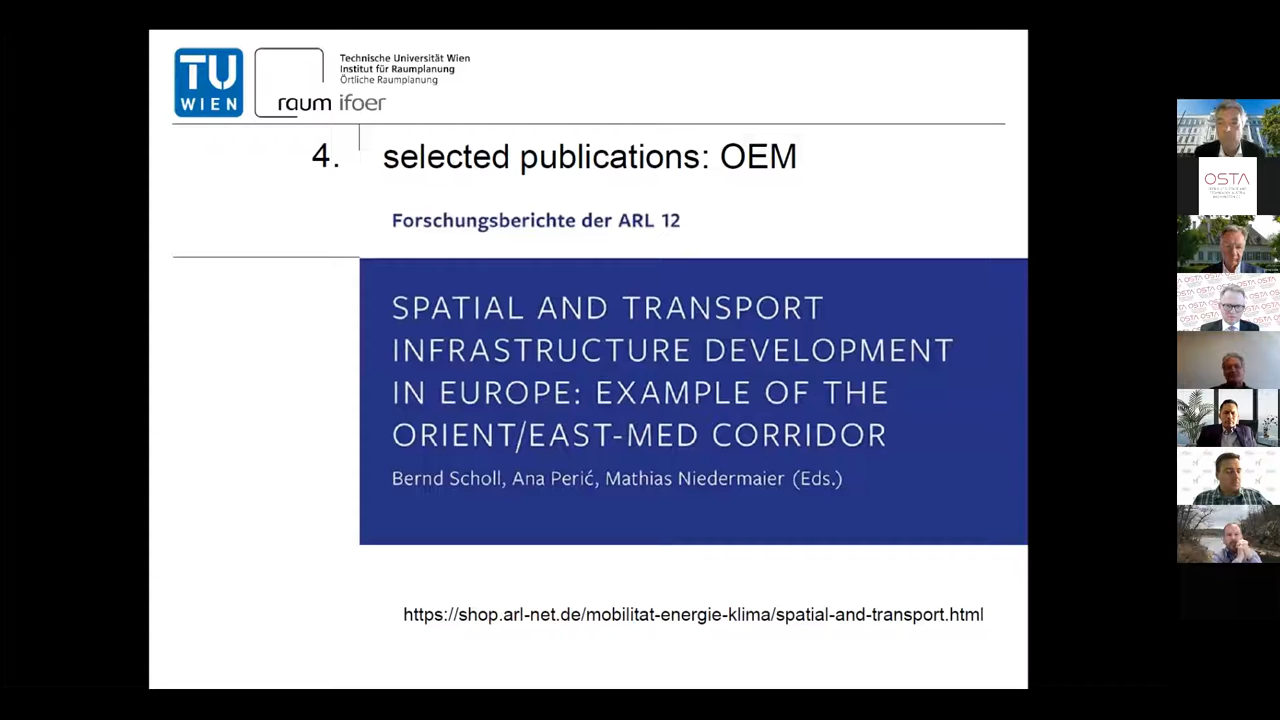 TU
WIEN
raum ifoer
Technische Universität Wien
Institut für Raumplanung
Örtliche Raumplanung
4. selected publications: OEM
Forschungsberichte der ARL 12
SPATIAL AND TRANSPORT
INFRASTRUCTURE DEVELOPMENT
IN EUROPE: EXAMPLE OF THE
ORIENT/EAST-MED CORRIDOR
Bernd Scholl, Ana Perić, Mathias Niedermaier (Eds.)
https://shop.arl-net.de/mobilitat-energie-klima/spatial-and-transport.html
OSTA
OSTA